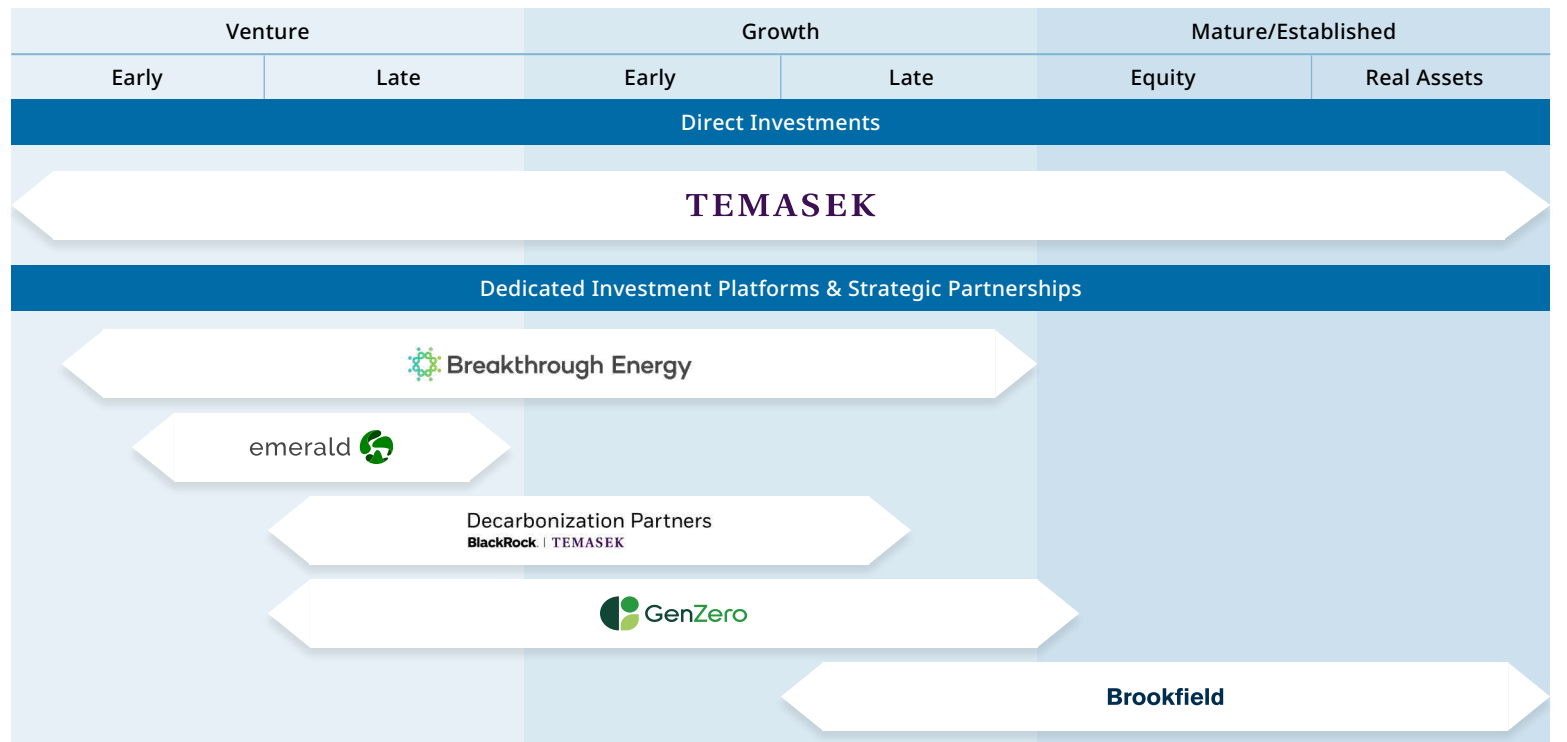 Venture Growth Mature/Established
Early Late Early Late Equity Real Assets
Direct Investments
TEMASEK
Dedicated Investment Platforms & Strategic Partnerships
Breakthrough Energy
emerald
Decarbonization Partners
BlackRock. | TEMASEK
GenZero
Brookfield